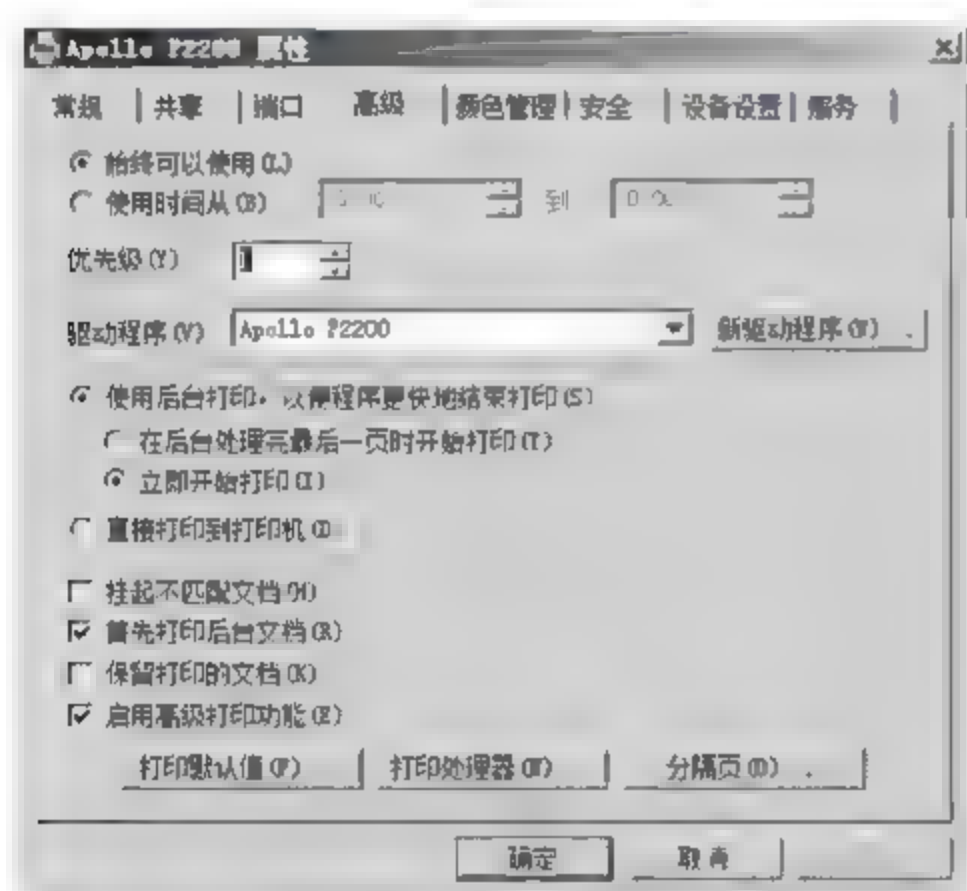 Apollo P2200 属性
常规 共享 端口 高级 颜色管理 安全 设备设置 服务
始终可以使用(L)
使用时间从(B) 到
优先级(Y) 1
驱动程序(V) Apollo P2200 新驱动程序(W)
使用后台打印，以便程序更快地结束打印(S)
在后台处理完最后一页时开始打印(T)
立即开始打印(I)
直接打印到打印机(D
挂起不匹配文档(H)
首先打印后台文档(R)
保留打印的文档(K)
启用高级打印功能(E)
打印默认值(F) 打印处理器(N) 分隔页(O)
确定 取消